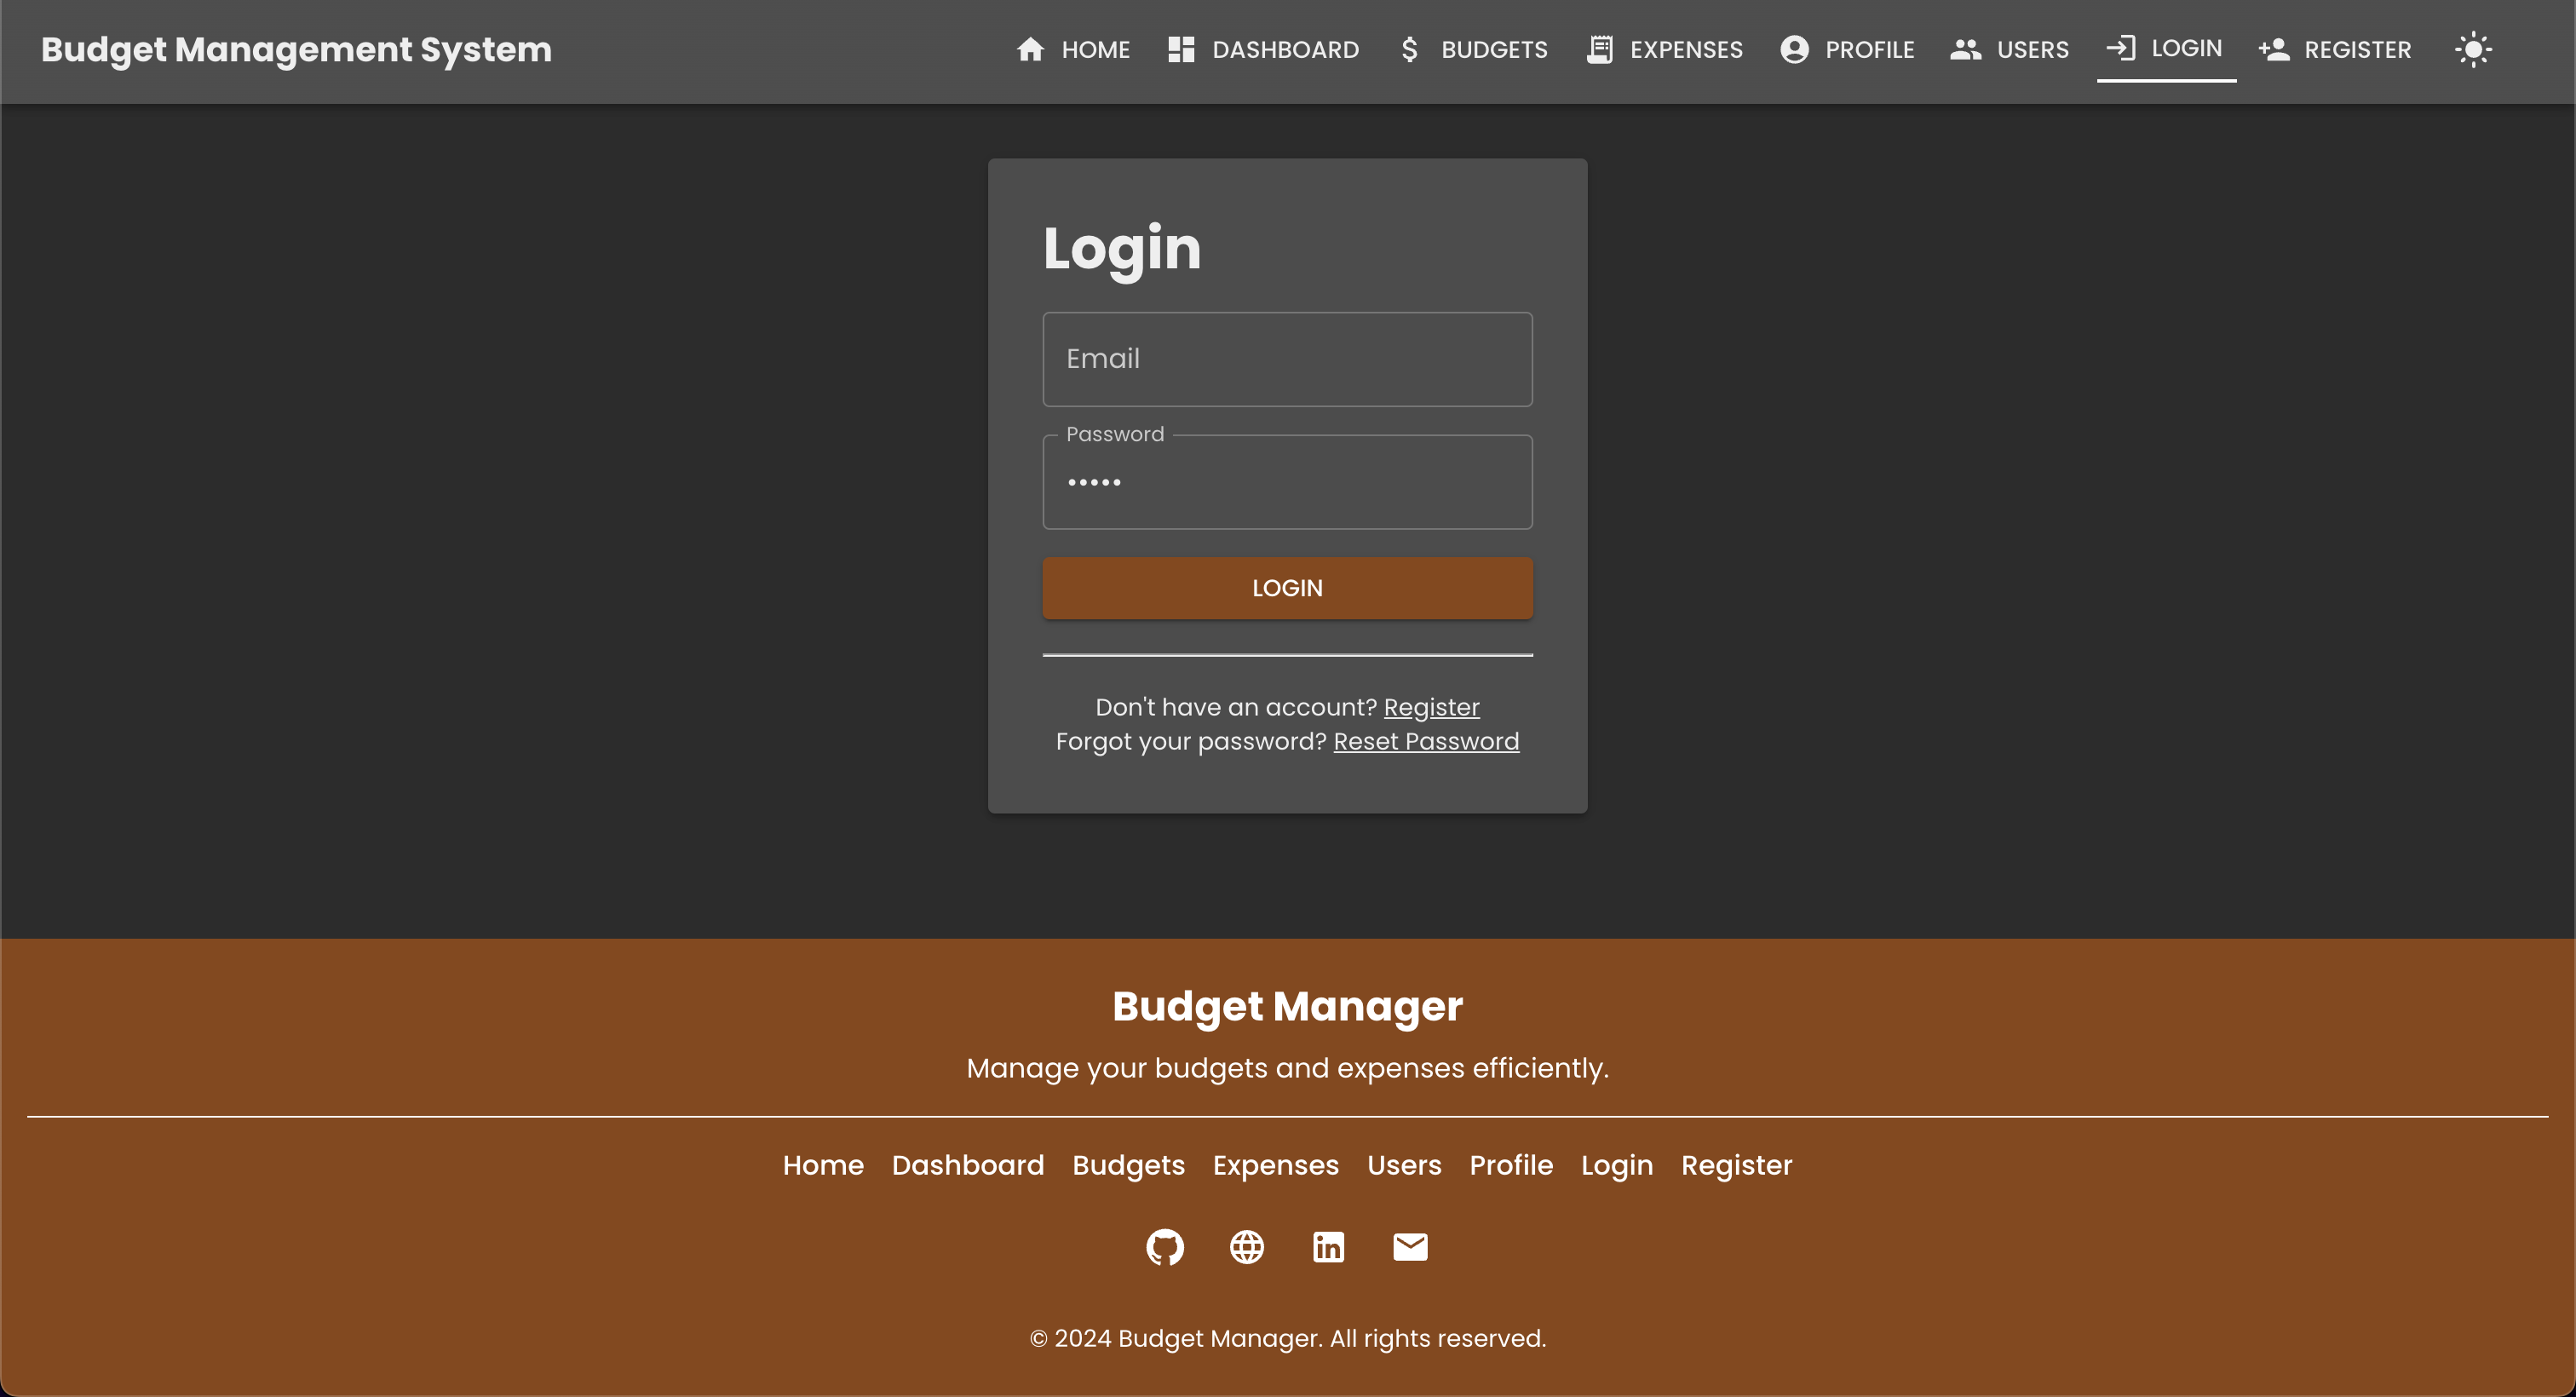 Budget Management System HOME DASHBOARD BUDGETS EXPENSES PROFILE USERS LOGIN REGISTER
Login
Email
Password
•••••
LOGIN
Don't have an account? Register
Forgot your password? Reset Password
Budget Manager
Manage your budgets and expenses efficiently.
Home Dashboard Budgets Expenses Users Profile Login Register
© 2024 Budget Manager. All rights reserved.